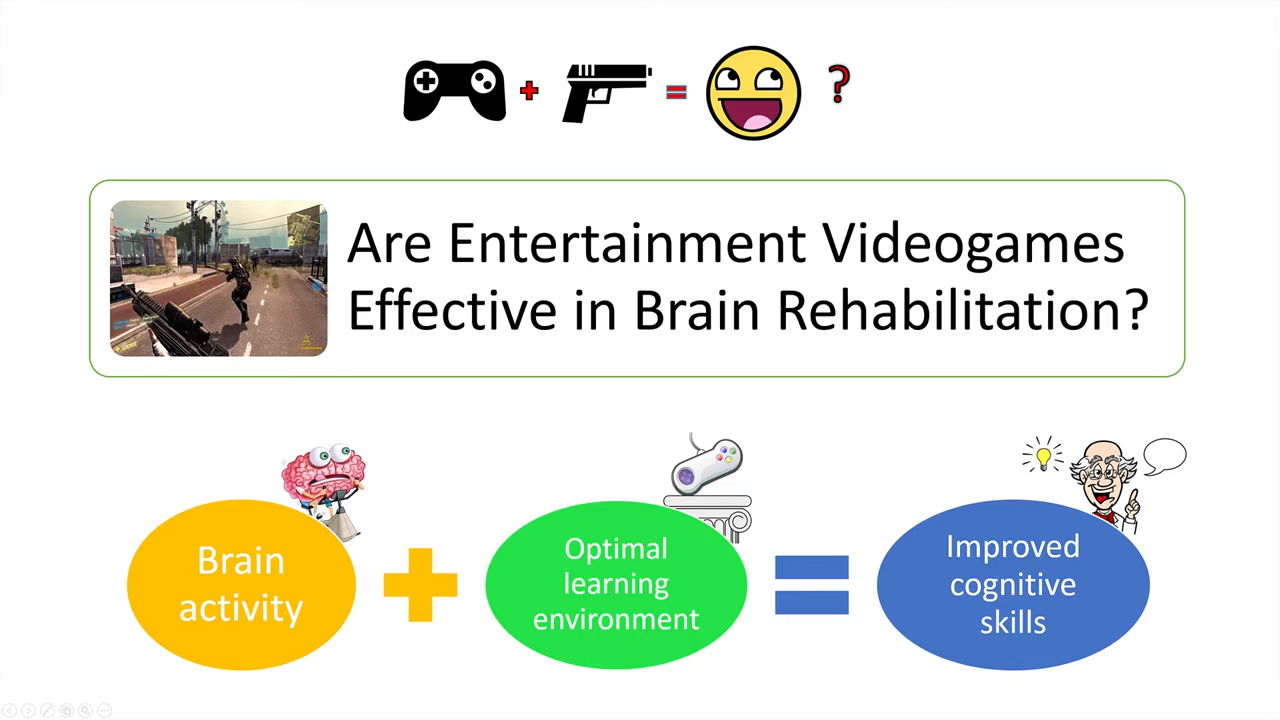 + = ?
Are Entertainment Videogames
Effective in Brain Rehabilitation?
Brain
activity
+
Optimal
learning
environment
=
Improved
cognitive
skills